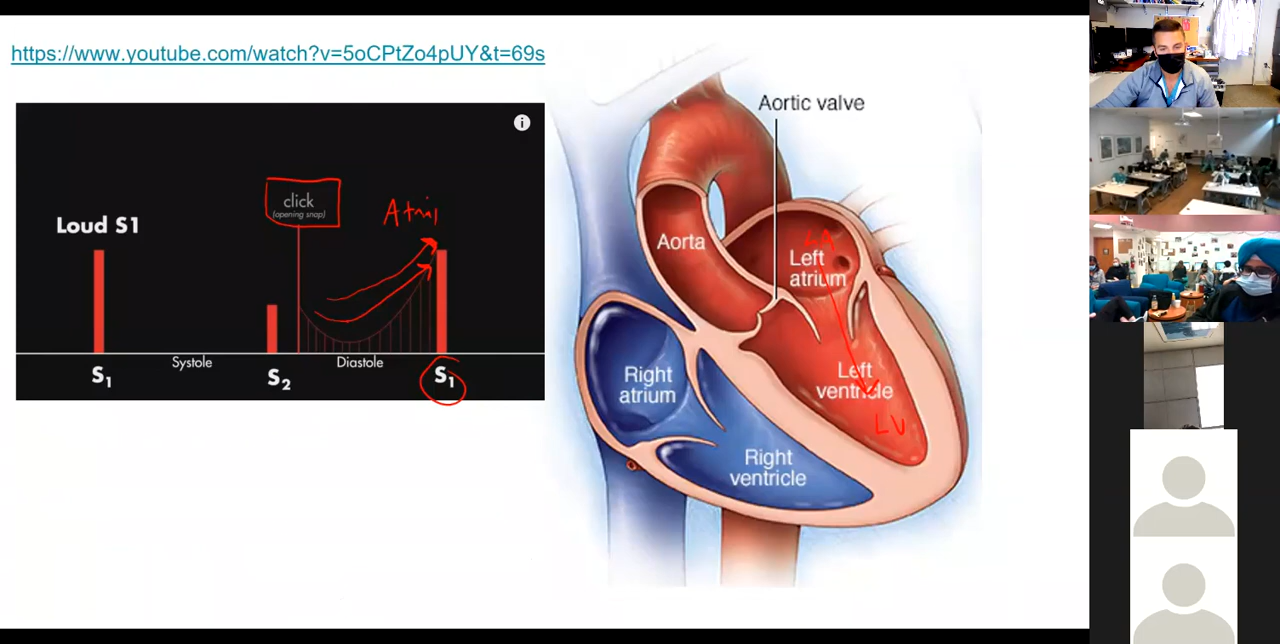 https://www.youtube.com/watch?v=5oCPtZo4pUY&t=69s
i
click
(opening snap)
Atrial
Loud S1
Systole
Diastole
S1
S2
S1
Aortic valve
Aorta
LA
Left
atrium
Left
ventricle
LV
Right
atrium
Right
ventricle